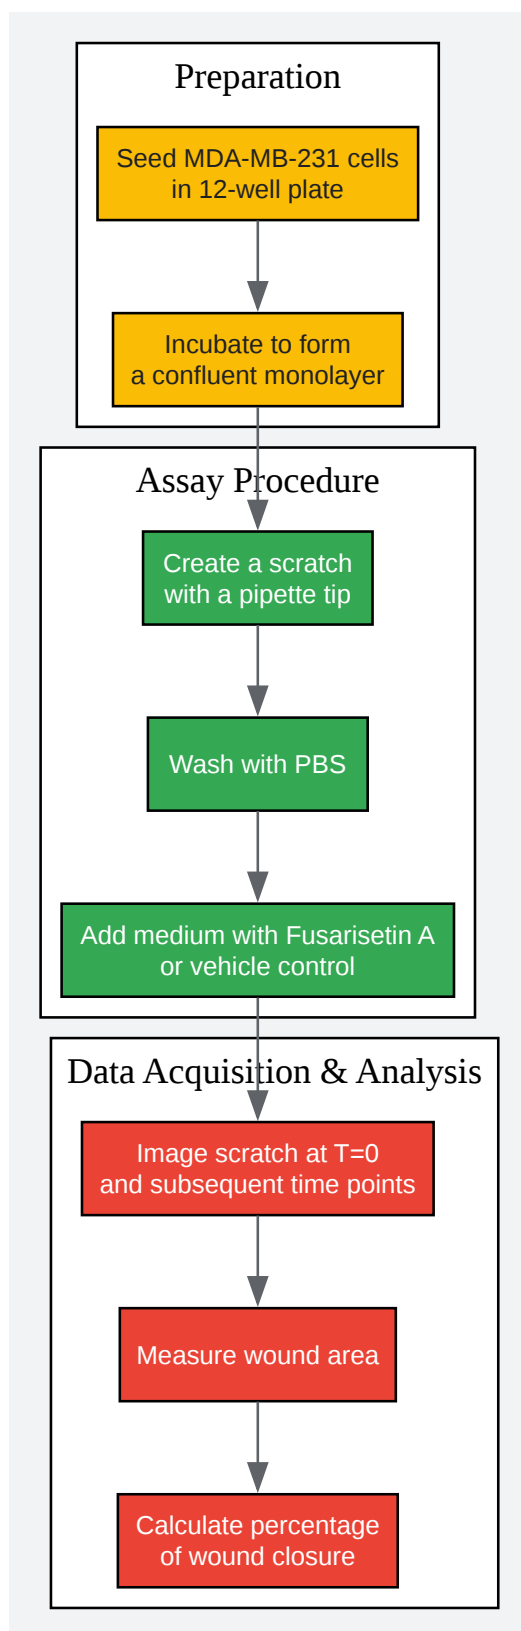 Preparation
Seed MDA-MB-231 cells
in 12-well plate
Incubate to form
a confluent monolayer
Assay Procedure
Create a scratch
with a pipette tip
Wash with PBS
Add medium with Fusarisetin A
or vehicle control
Data Acquisition & Analysis
Image scratch at T=0
and subsequent time points
Measure wound area
Calculate percentage
of wound closure